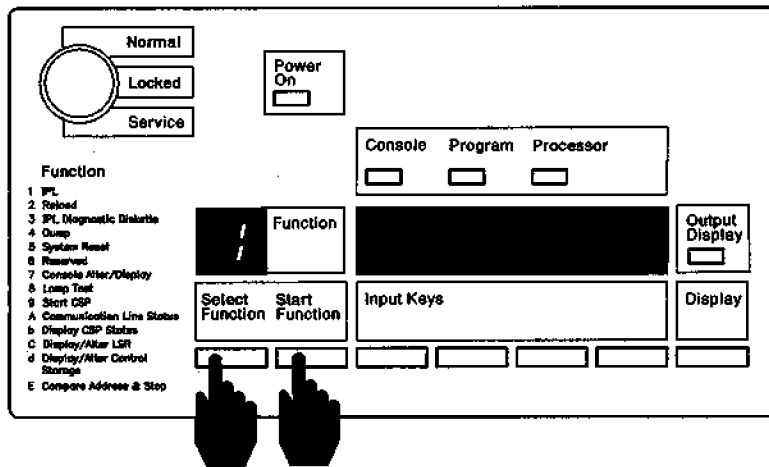 Normal
Locked
Service
Power
On
Console Program Processor
Function
1 IPL
2 Reload
3 IPL Diagnostic Diskette
4 Dump
5 System Reset
6 Reserved
7 Console Alter/Display
8 Lamp Test
9 Start CSP
A Communication Line Status
b Display CSP Status
C Display/Alter LSR
d Display/Alter Control
Storage
E Compare Address & Stop
1
Function
Output
Display
Select
Function
Start
Function
Input Keys
Display